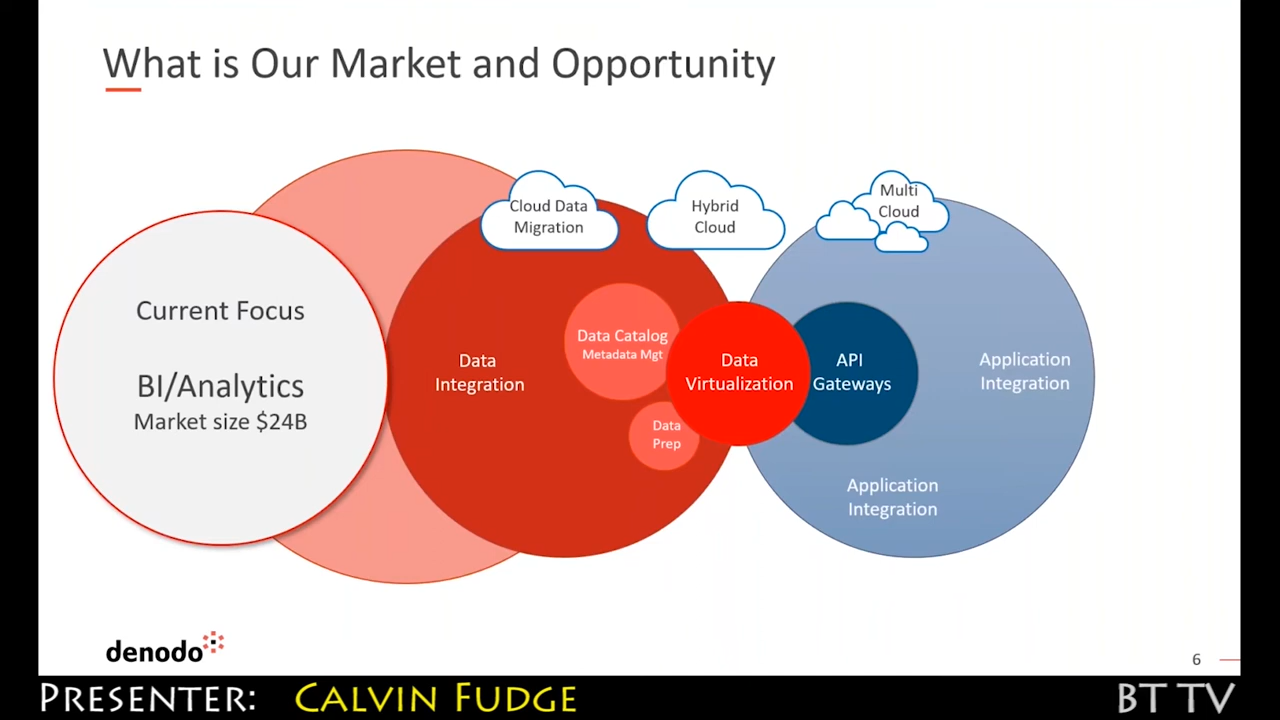 What is Our Market and Opportunity
Cloud Data
Migration
Hybrid
Cloud
Multi
Cloud
Current Focus
BI/Analytics
Market size $24B
Data
Integration
Data Catalog
Metadata Mgt
Data
Prep
Data
Virtualization
API
Gateways
Application
Integration
Application
Integration
denodo
6
PRESENTER: CALVIN FUDGE
BT TV